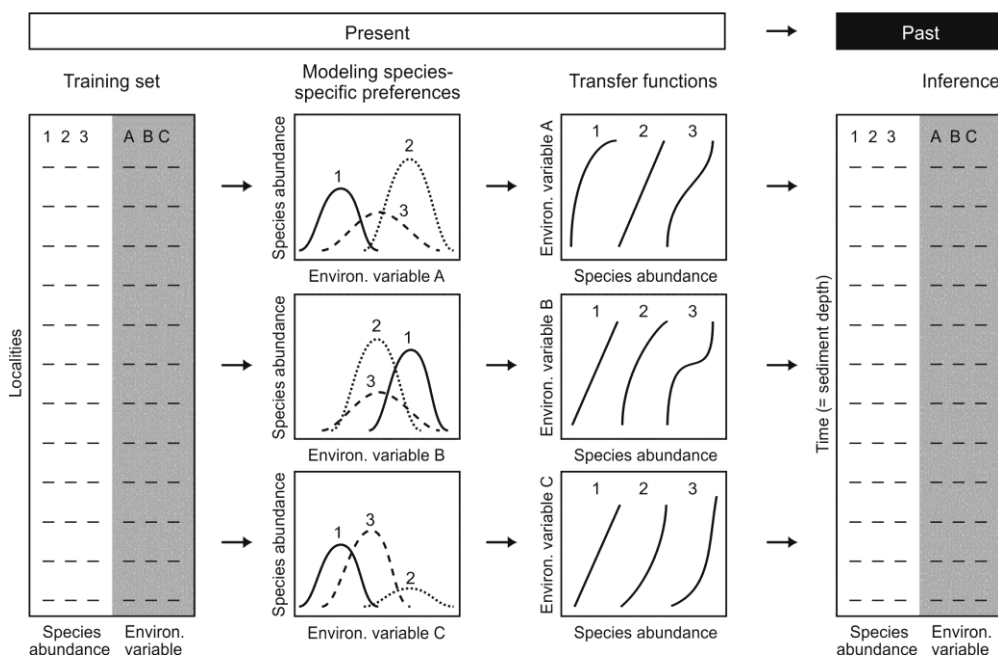 Present
Past
Training set
Modeling species-
specific preferences
Transfer functions
Inference
1 2 3 A B C
Localities
Species
abundance
Environ.
variable
Species abundance
1
2
3
Environ. variable A
Species abundance
2
1
3
Environ. variable B
Species abundance
1
3
2
Environ. variable C
Environ. variable A
1 2 3
Species abundance
Environ. variable B
1 2 3
Species abundance
Environ. variable C
1 2 3
Species abundance
Time (= sediment depth)
1 2 3 A B C
Species
abundance
Environ.
variable